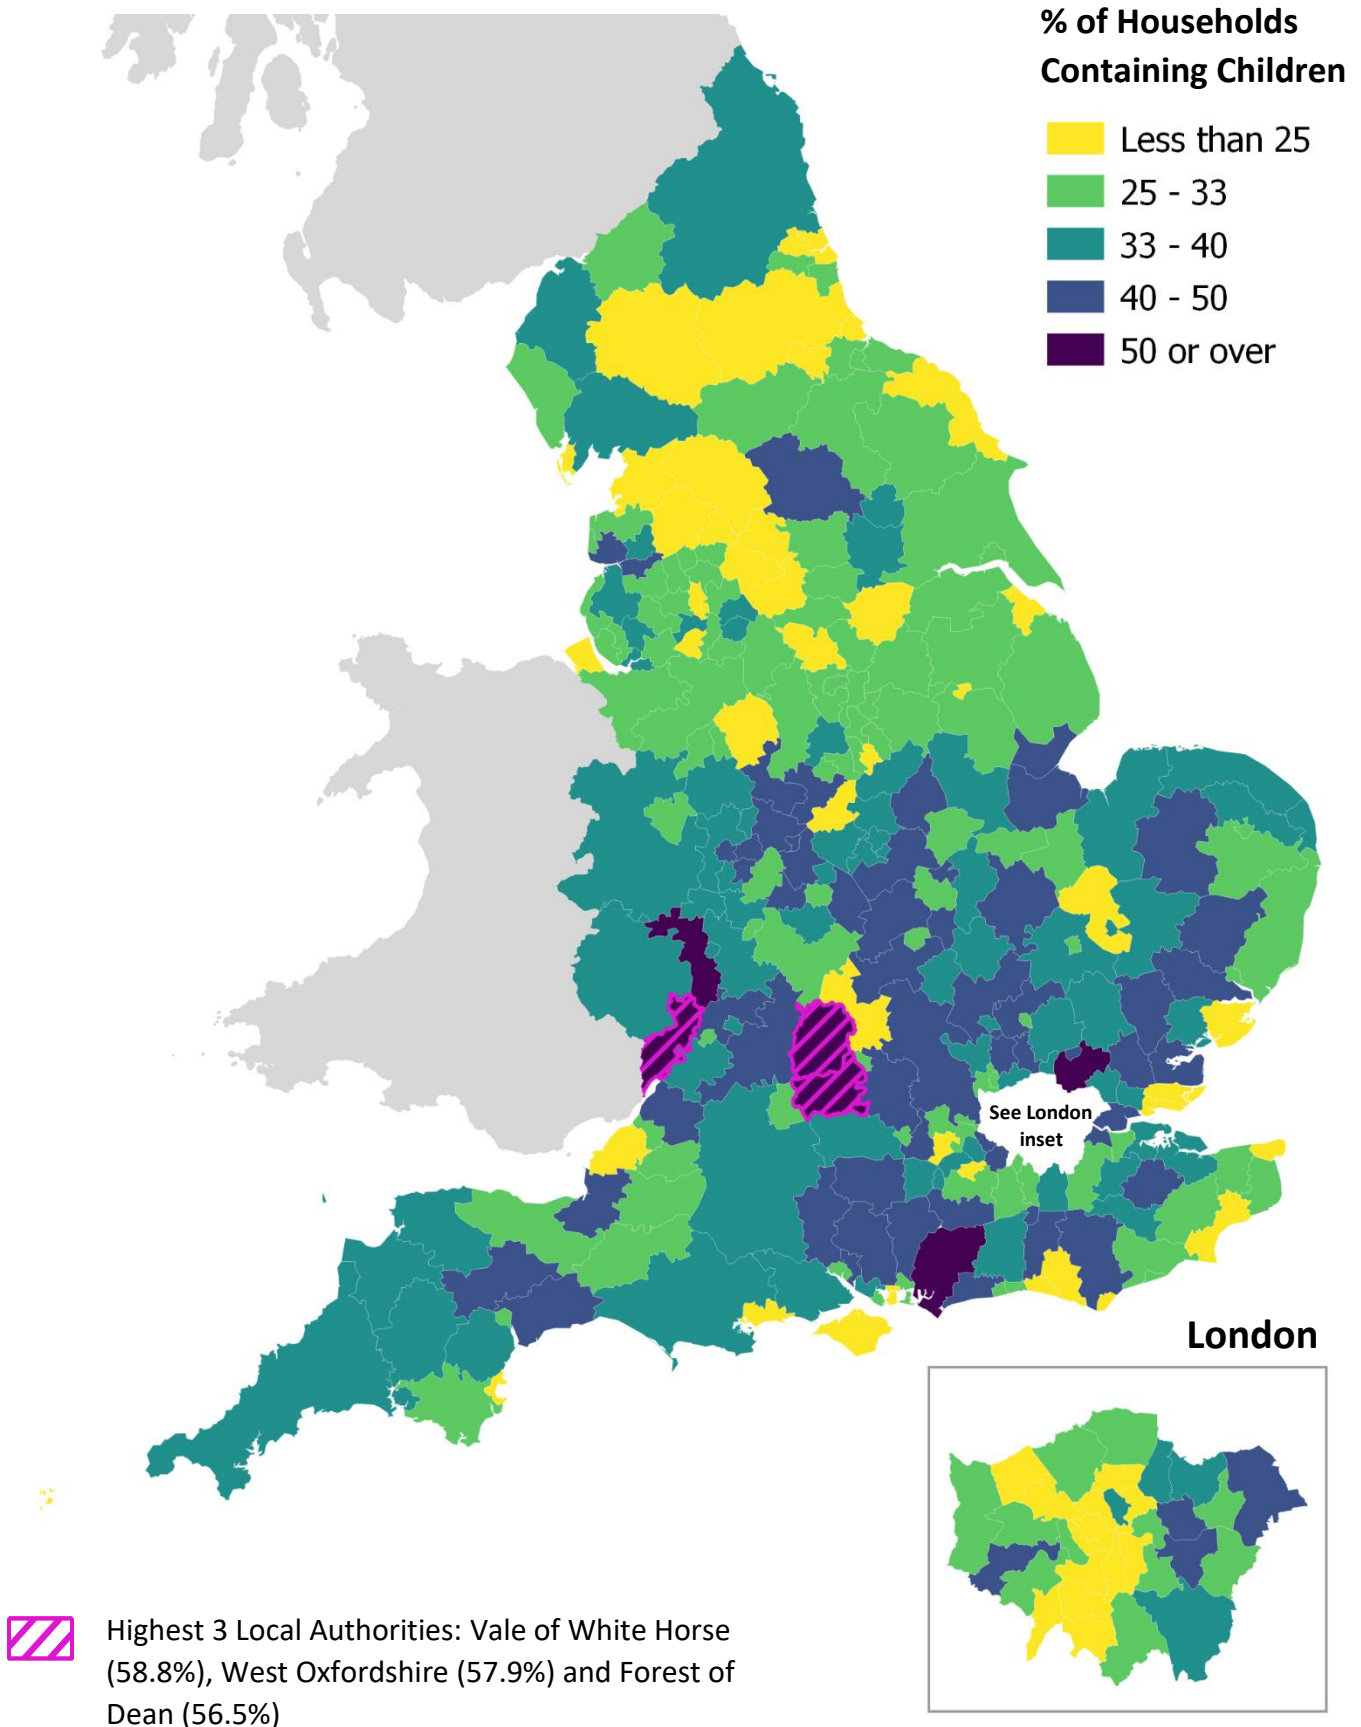 % of Households
Containing Children
Less than 25
25 - 33
33 - 40
40 - 50
50 or over
See London
inset
London
Highest 3 Local Authorities: Vale of White Horse
(58.8%), West Oxfordshire (57.9%) and Forest of
Dean (56.5%)